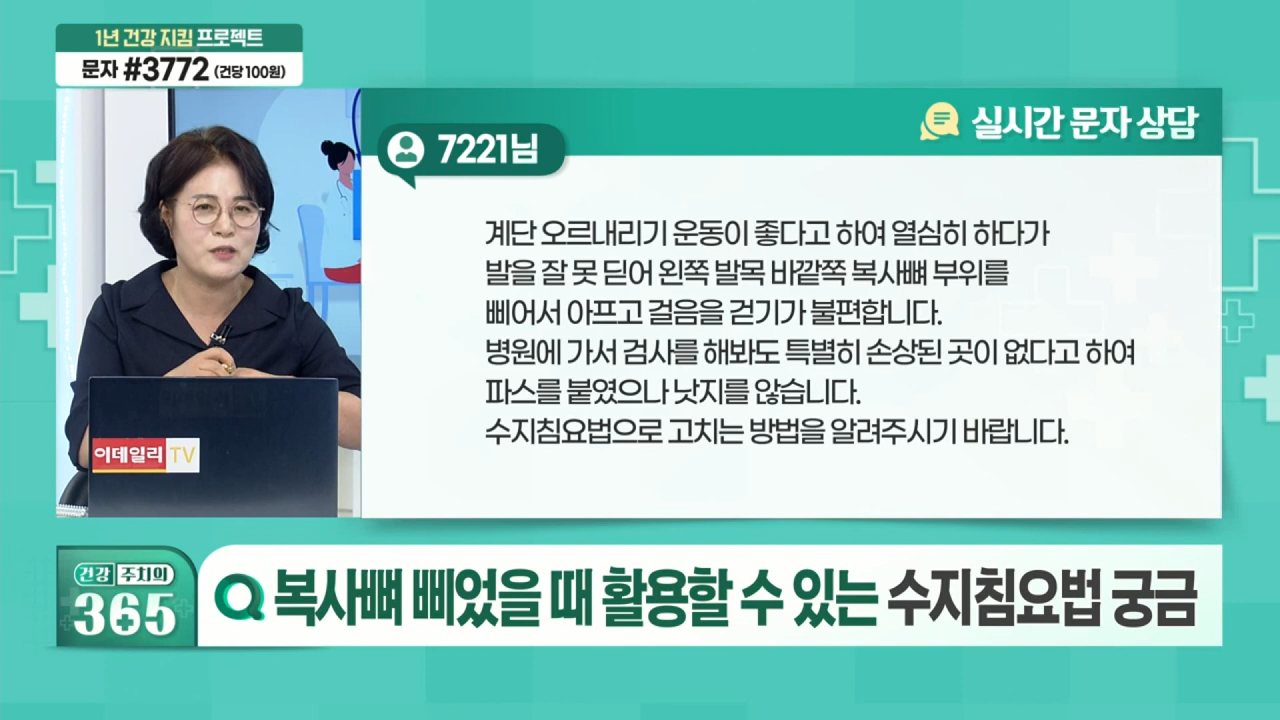 1년 건강 지킴 프로젝트
문자 #3772 (건당 100원)
실시간 문자 상담
7221님
계단 오르내리기 운동이 좋다고 하여 열심히 하다가
발을 잘 못 딛어 왼쪽 발목 바깥쪽 복사뼈 부위를
삐어서 아프고 걸음을 걷기가 불편합니다.
병원에 가서 검사를 해봐도 특별히 손상된 곳이 없다고 하여
파스를 붙였으나 낫지를 않습니다.
수지침요법으로 고치는 방법을 알려주시기 바랍니다.
이데일리 TV
건강 주치의
365
Q 복사뼈 삐었을 때 활용할 수 있는 수지침요법 궁금